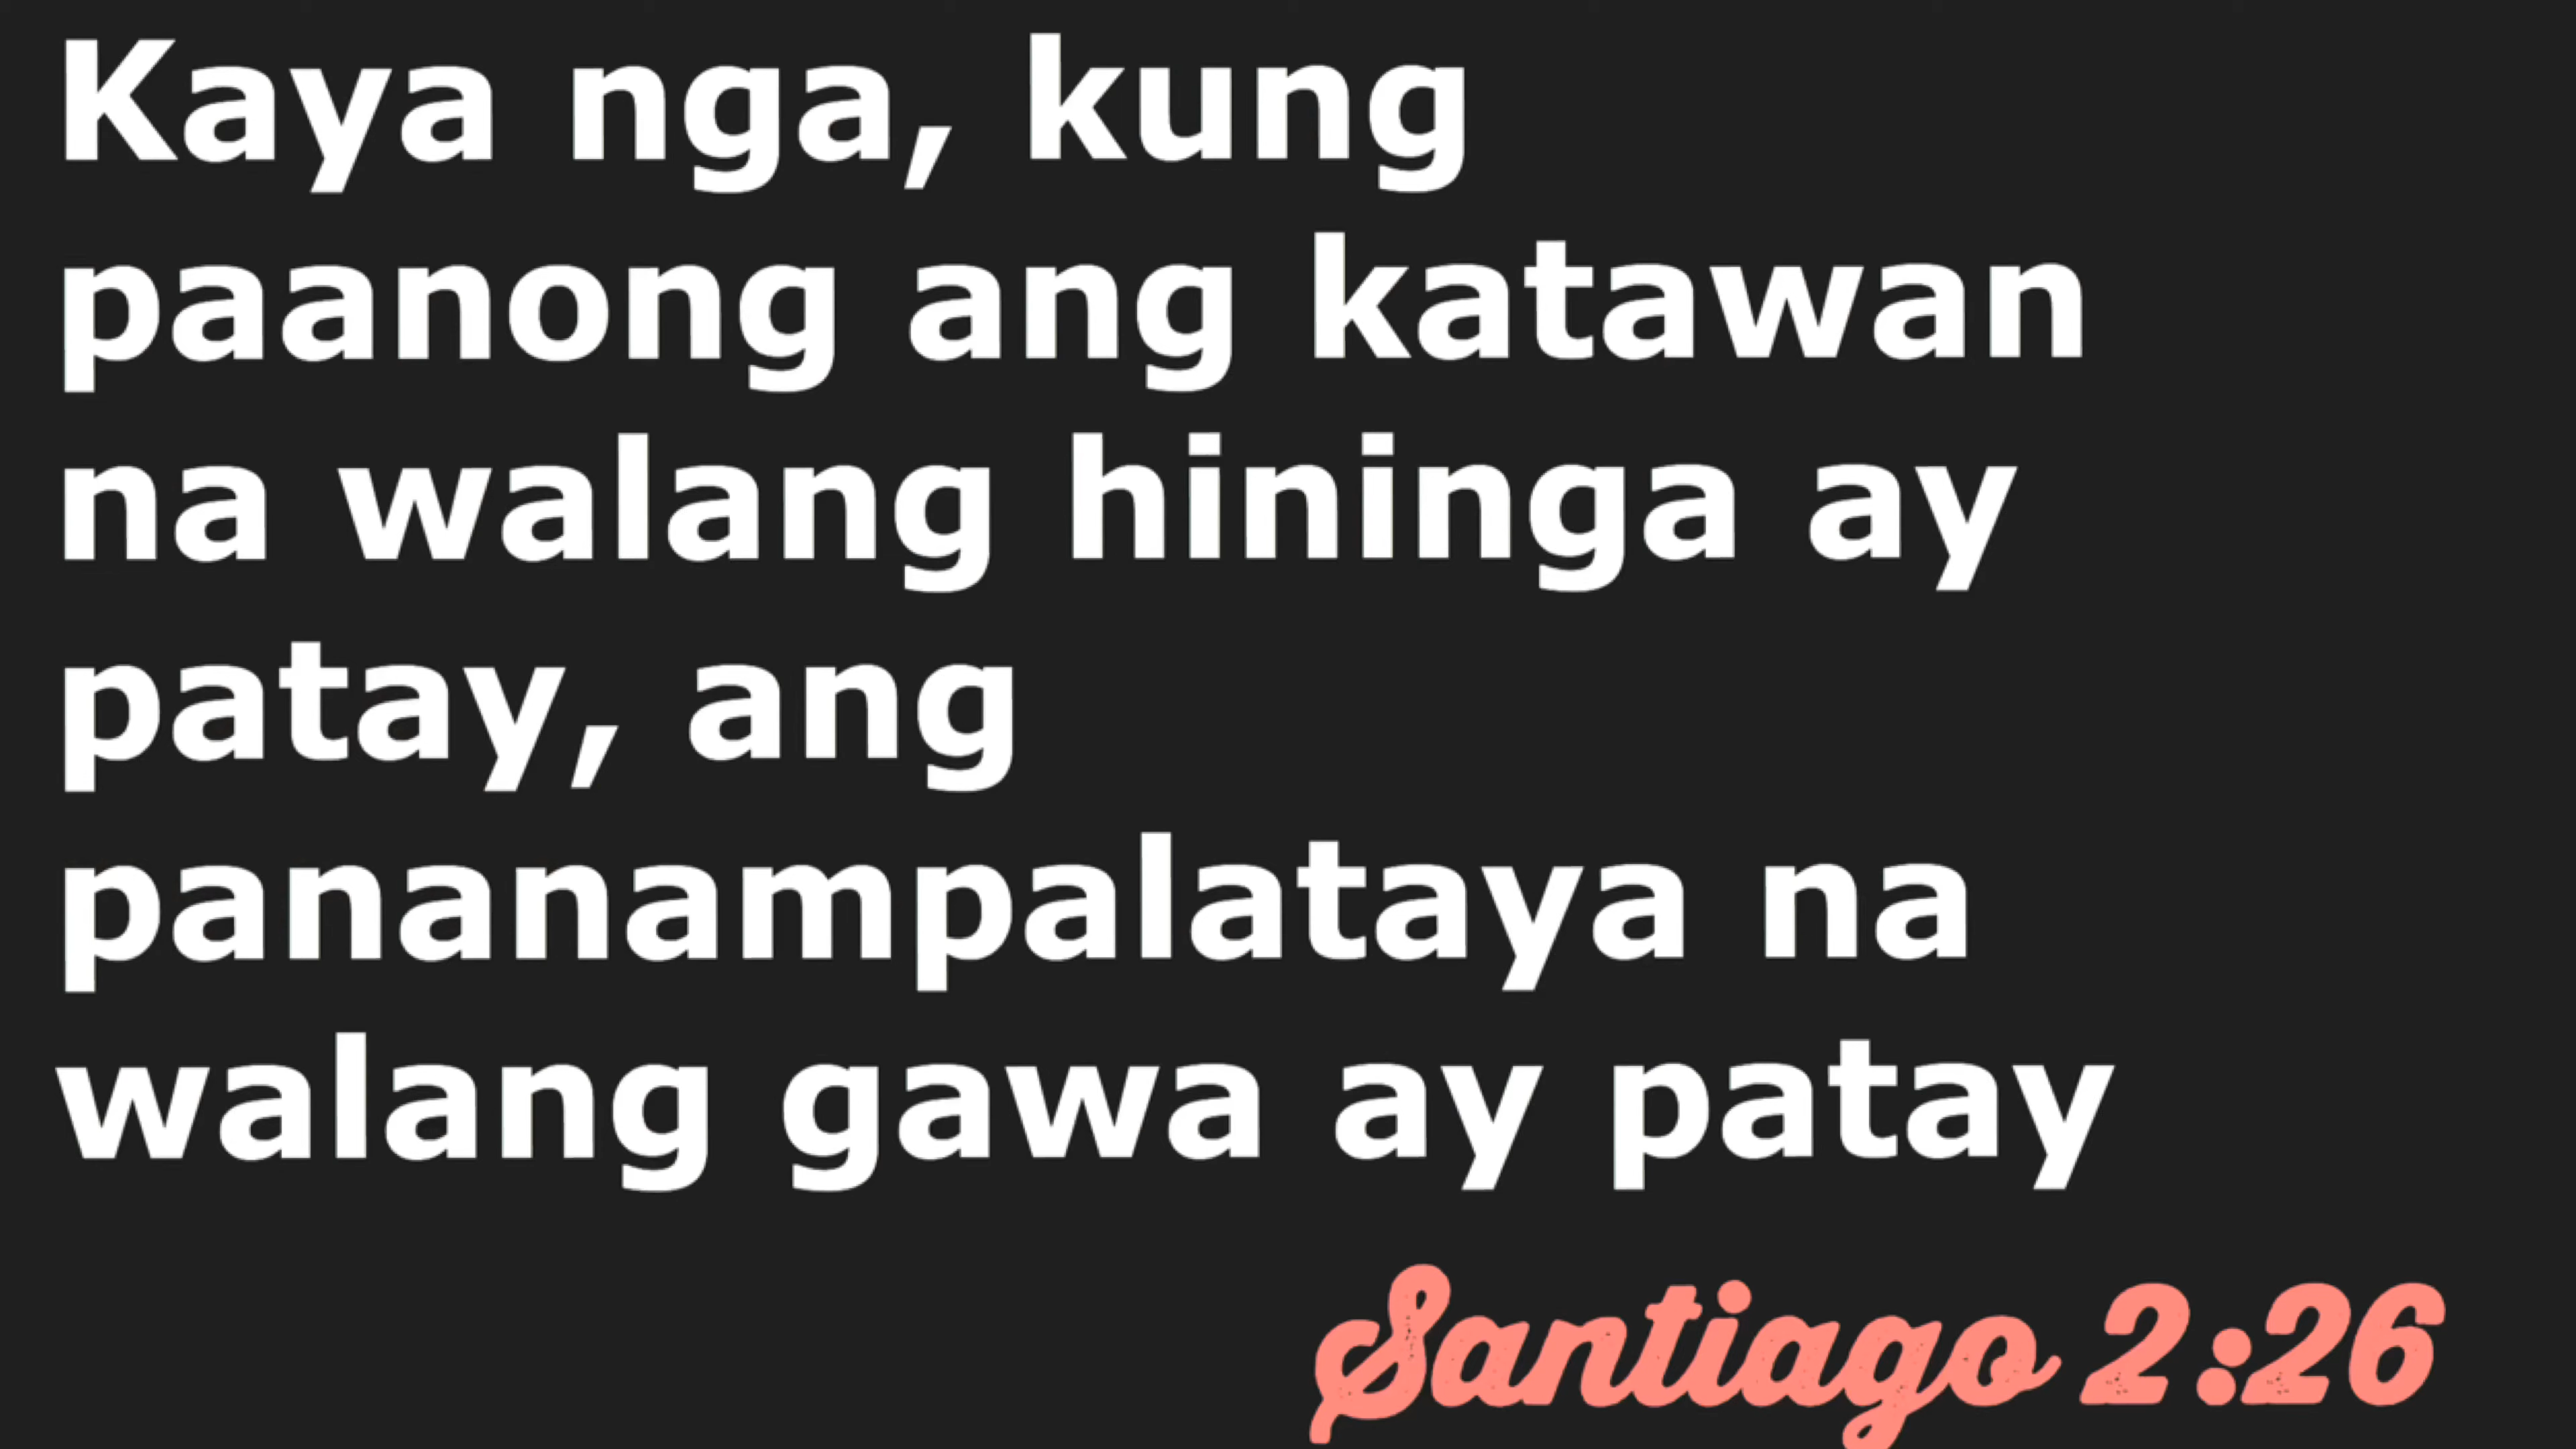 Kaya nga, kung
paanong ang katawan
na walang hininga ay
patay, ang
pananampalataya na
walang gawa ay patay
Santiago 2:26